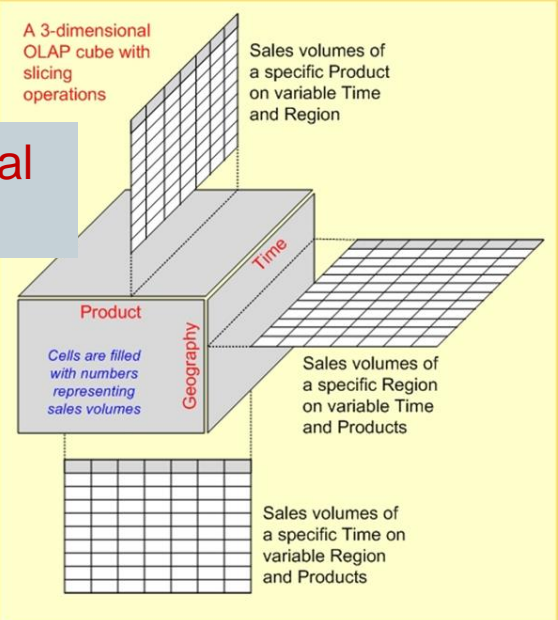 A 3-dimensional
OLAP cube with
slicing
operations
Sales volumes of
a specific Product
on variable Time
and Region
al
Time
Product
Geography
Cells are filled
with numbers
representing
sales volumes
Sales volumes of
a specific Region
on variable Time
and Products
Sales volumes of
a specific Time on
variable Region
and Products